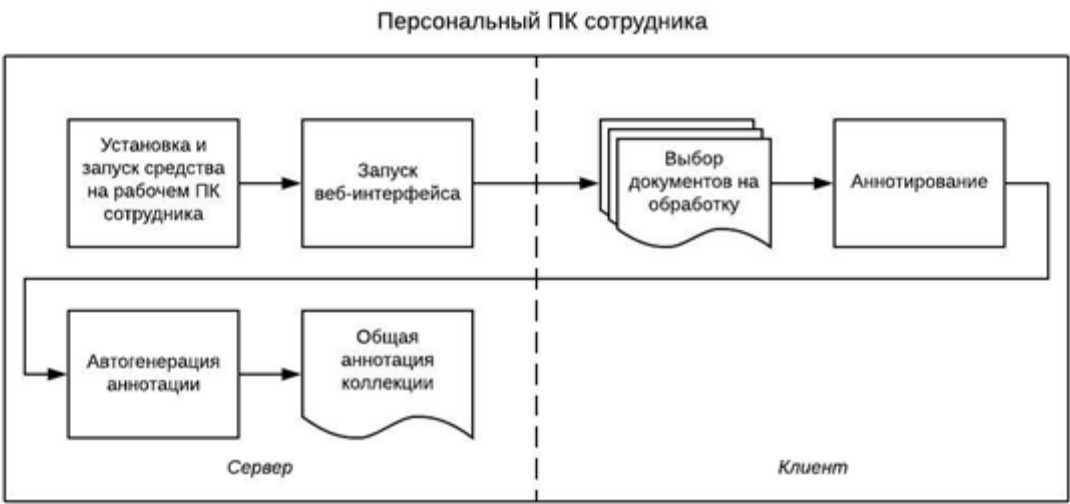 Персональный ПК сотрудника
Установка и
запуск средства
на рабочем ПК
сотрудника
Запуск
веб-интерфейса
Выбор
документов на
обработку
Аннотирование
Автогенерация
аннотации
Общая
аннотация
коллекции
Сервер
Клиент